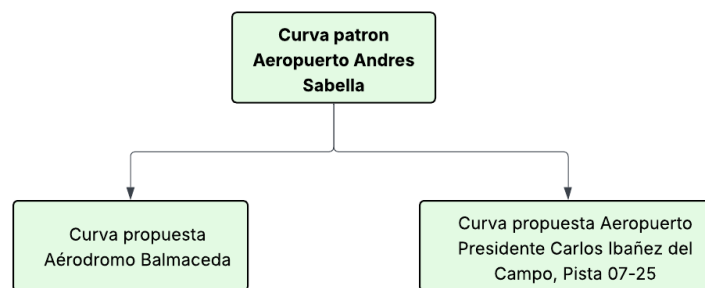 Curva patron
Aeropuerto Andres
Sabella
Curva propuesta
Aérodromo Balmaceda
Curva propuesta Aeropuerto
Presidente Carlos Ibañez del
Campo, Pista 07-25